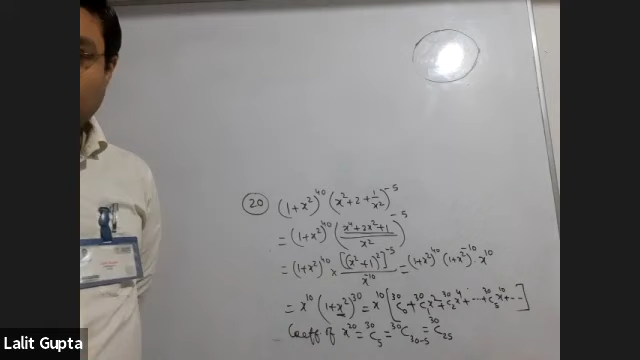 (20) (1+x²)⁴⁰ (x²+2+1/x²)⁻⁵
= (1+x²)⁴⁰ ((x⁴+2x²+1)/x²)⁻⁵
= (1+x²)⁴⁰ × [(x²+1)²]⁻⁵/x⁻¹⁰ = (1+x²)⁴⁰ (1+x²)⁻¹⁰ · x¹⁰
= x¹⁰ (1+x²)³⁰ = x¹⁰ [³⁰C₀ + ³⁰C₁x² + ³⁰C₂x⁴ + ⋯ + ³⁰C₅x¹⁰ + ⋯]
Coeff of x²⁰ = ³⁰C₅ = ³⁰C₃₀₋₅ = ³⁰C₂₅
Lalit Gupta